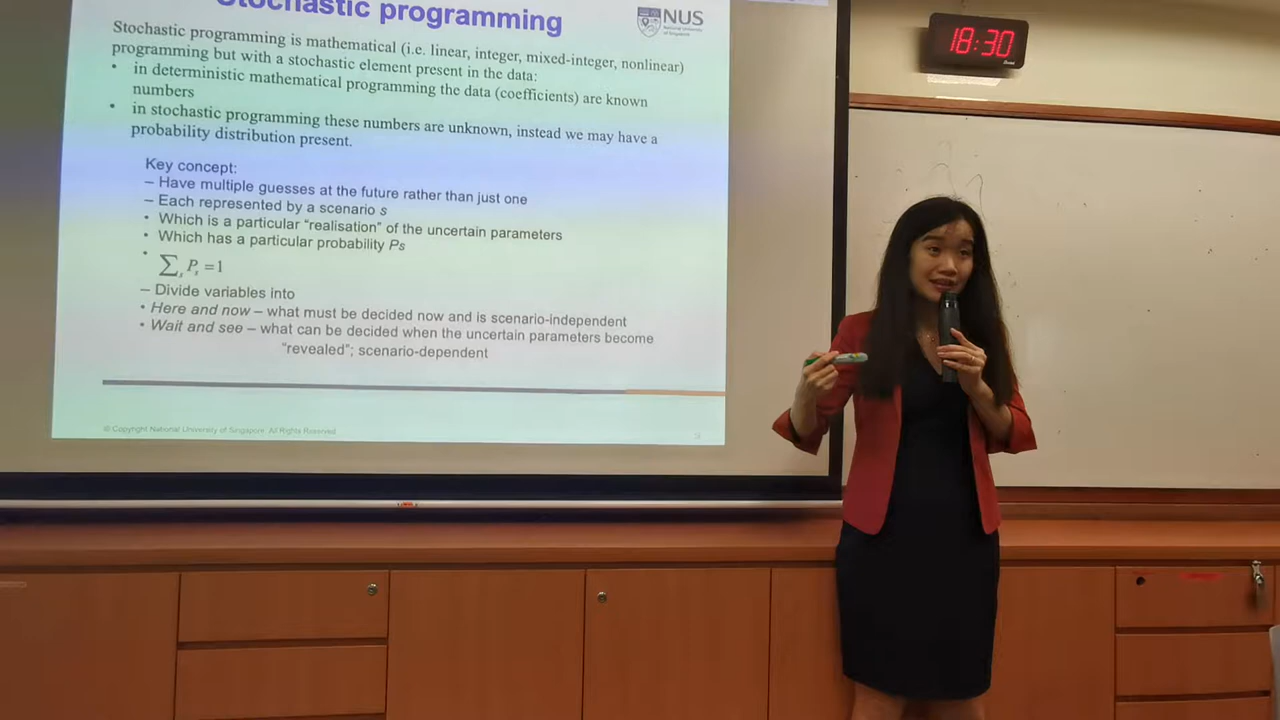 Stochastic programming
NUS
National University
of Singapore
Stochastic programming is mathematical (i.e. linear, integer, mixed-integer, nonlinear)
programming but with a stochastic element present in the data:
• in deterministic mathematical programming the data (coefficients) are known
numbers
• in stochastic programming these numbers are unknown, instead we may have a
probability distribution present.
Key concept:
– Have multiple guesses at the future rather than just one
– Each represented by a scenario s
• Which is a particular “realisation” of the uncertain parameters
• Which has a particular probability Ps
• ∑ₛ Pₛ = 1
– Divide variables into
• Here and now – what must be decided now and is scenario-independent
• Wait and see – what can be decided when the uncertain parameters become
“revealed”; scenario-dependent
© Copyright National University of Singapore. All Rights Reserved
18:30